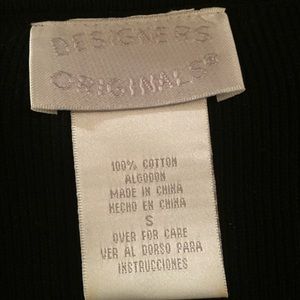 DESIGNERS
ORIGINALS®
100% COTTON
ALGODON
MADE IN CHINA
HECHO EN CHINA
S
OVER FOR CARE
VER AL DORSO PARA
INSTRUCCIONES